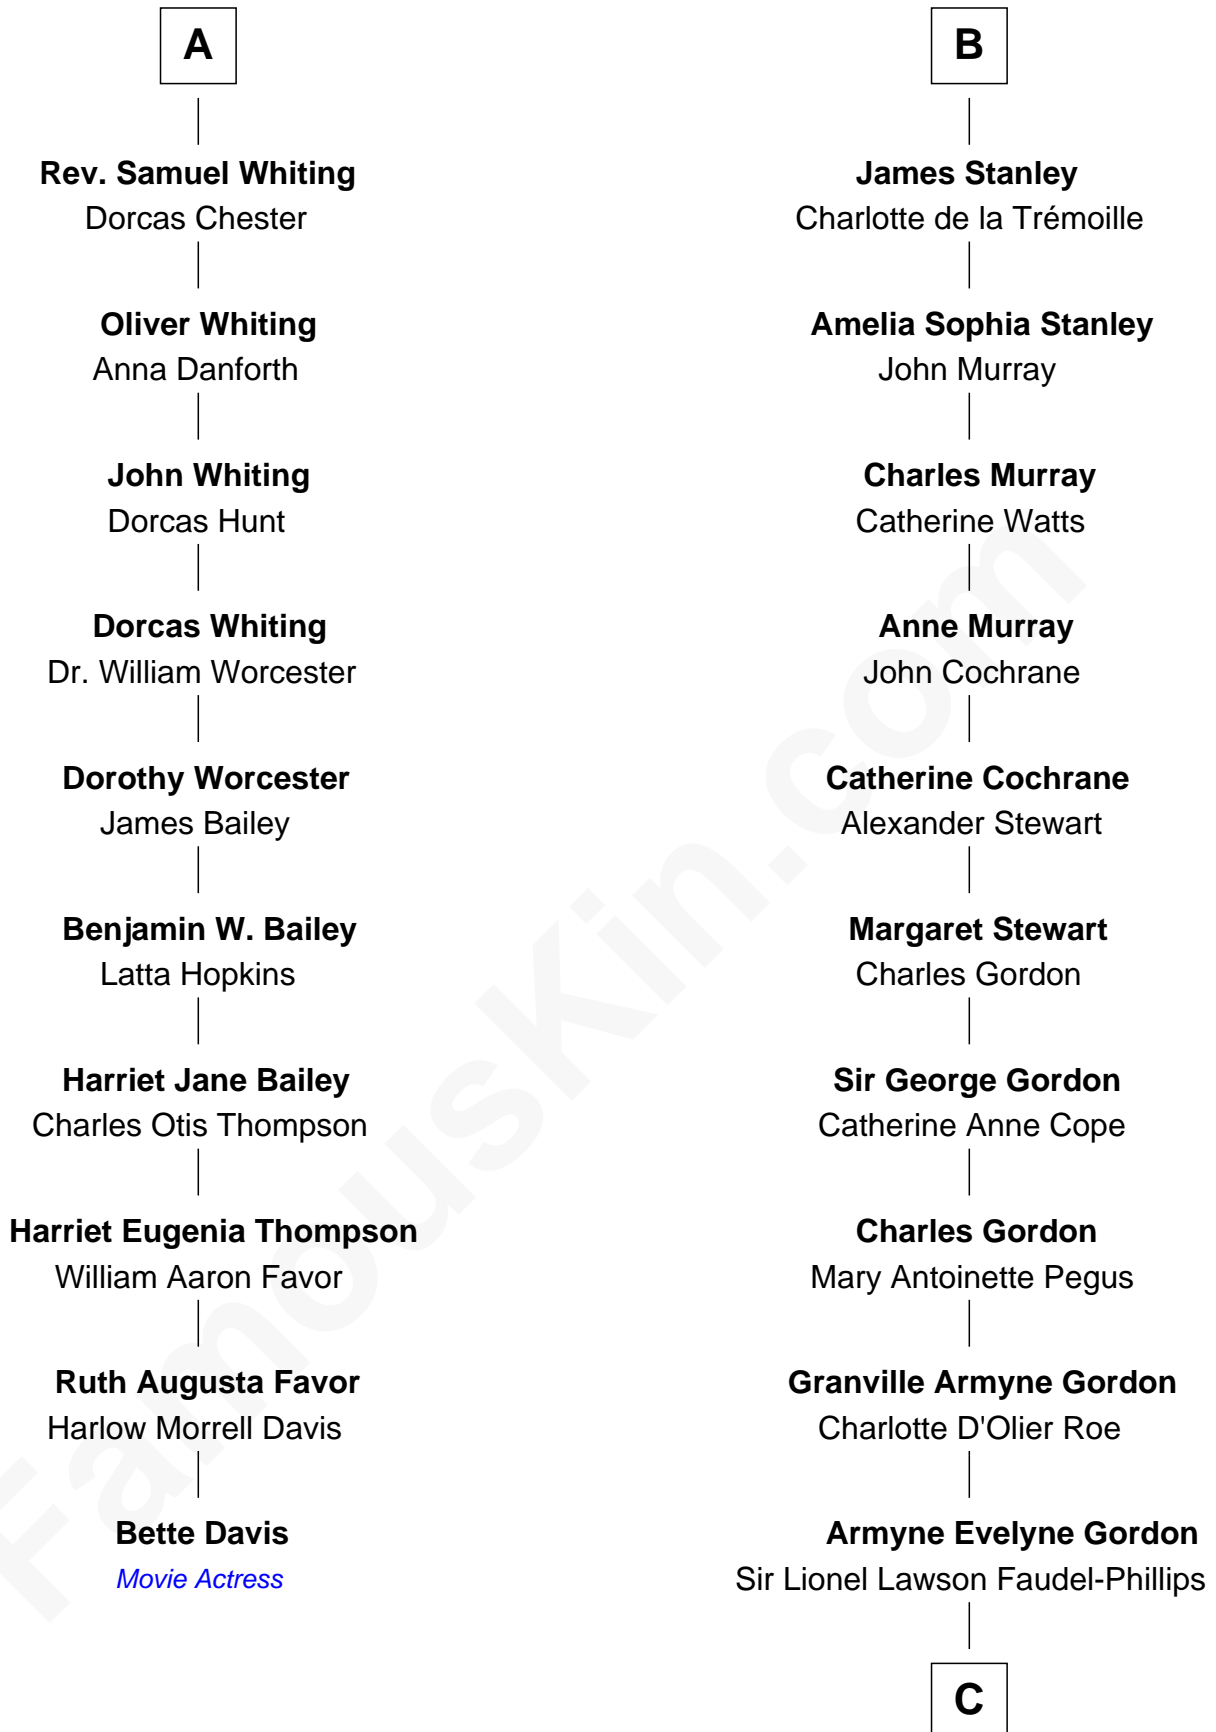 A
Rev. Samuel Whiting
Dorcas Chester
Oliver Whiting
Anna Danforth
John Whiting
Dorcas Hunt
Dorcas Whiting
Dr. William Worcester
Dorothy Worcester
James Bailey
Benjamin W. Bailey
Latta Hopkins
Harriet Jane Bailey
Charles Otis Thompson
Harriet Eugenia Thompson
William Aaron Favor
Ruth Augusta Favor
Harlow Morrell Davis
Bette Davis
Movie Actress
B
James Stanley
Charlotte de la Trémoille
Amelia Sophia Stanley
John Murray
Charles Murray
Catherine Watts
Anne Murray
John Cochrane
Catherine Cochrane
Alexander Stewart
Margaret Stewart
Charles Gordon
Sir George Gordon
Catherine Anne Cope
Charles Gordon
Mary Antoinette Pegus
Granville Armyne Gordon
Charlotte D'Olier Roe
Armyne Evelyne Gordon
Sir Lionel Lawson Faudel-Phillips
C
FamousKin.com